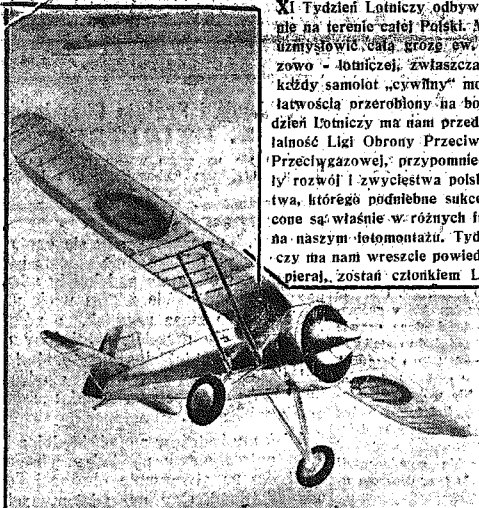 XI Tydzień Lotniczy odbyw
nie na terenie całej Polski. M
uzmysłowić całą grozę ew.
zowo - lotniczej, zwłaszcza
każdy samolot „cywilny" mo
łatwością przerobiony na bo
dzień Lotniczy ma nam przed
lalność Ligi Obrony Przeciw
Przeciwgazowej, przypomnie
ły rozwój i zwycięstwa polsk
twa, którego podniebne sukce
cone są właśnie w różnych f
na naszym fotomontażu. Tyd
czy ma nam wreszcie powied
pieraj, zostań członkiem L